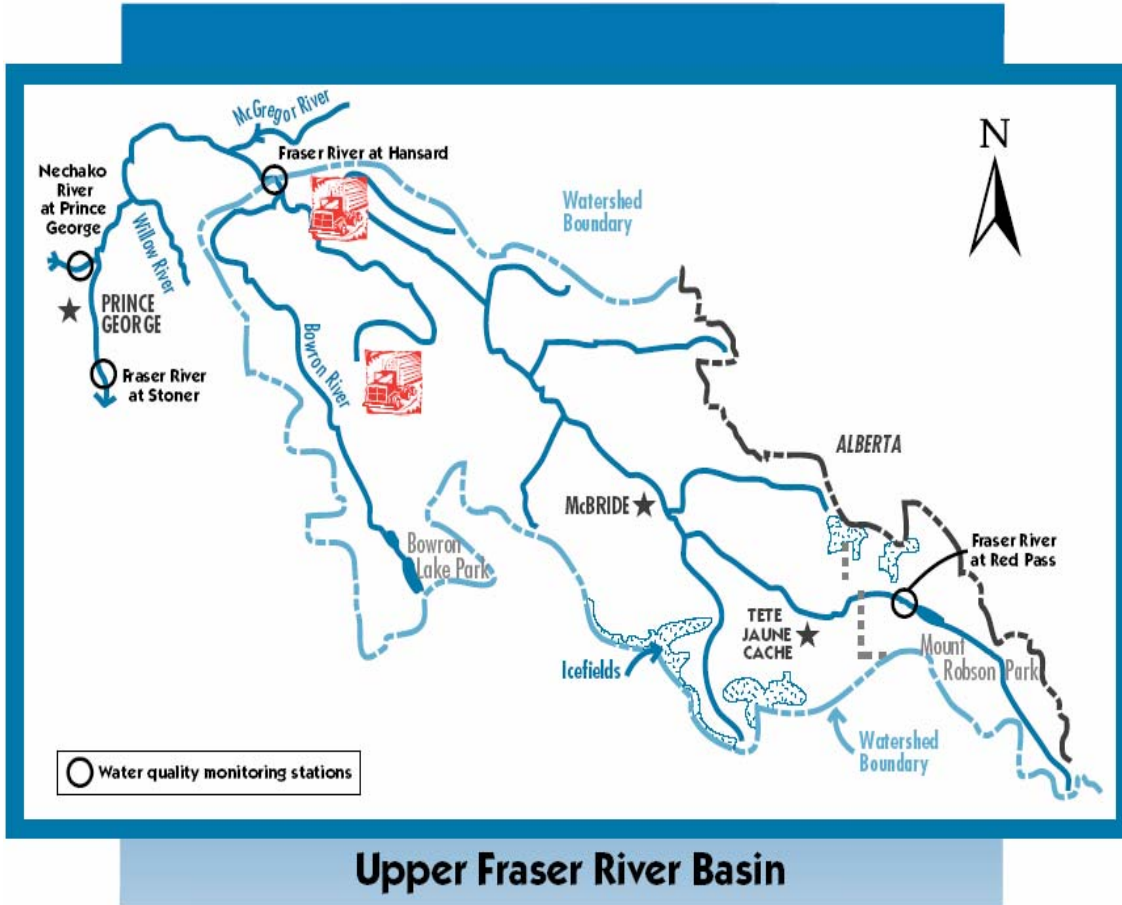 McGregor River
Fraser River at Hansard
Nechako
River
at Prince
George
Willow River
Watershed
Boundary
N
PRINCE
GEORGE
Bowron River
Fraser River
at Stoner
ALBERTA
McBRIDE
Fraser River
at Red Pass
Bowron
Lake Park
TETE
JAUNE
CACHE
Mount
Robson Park
Icefields
Watershed
Boundary
Water quality monitoring stations
Upper Fraser River Basin